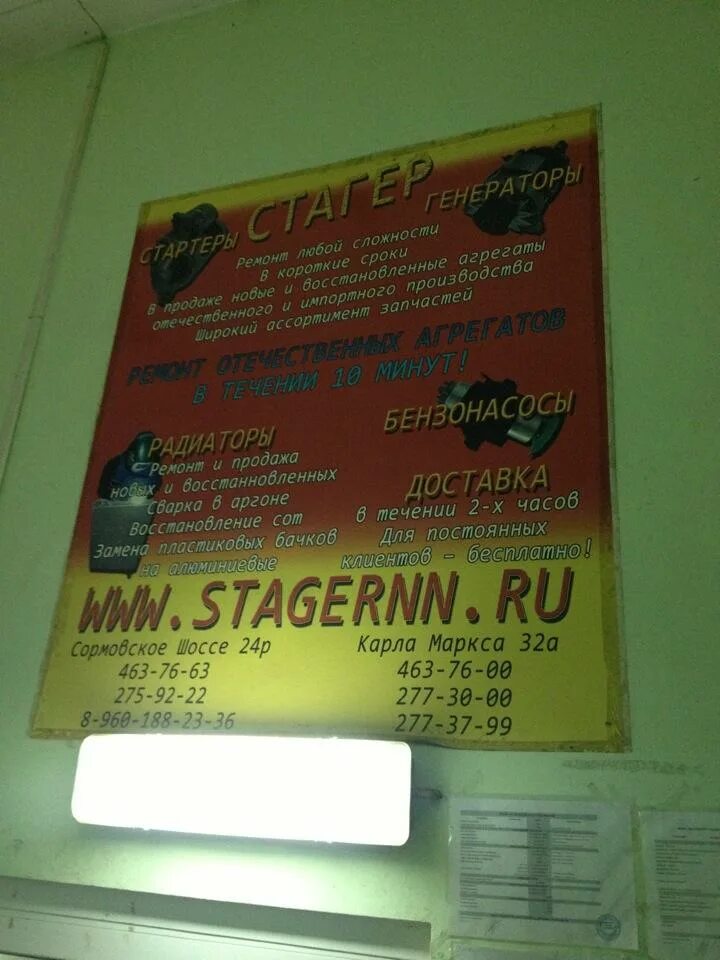 СТАГЕР
СТАРТЕРЫ
ГЕНЕРАТОРЫ
Ремонт любой сложности
В короткие сроки
В продаже новые и восстановленные агрегаты
отечественного и импортного производства
Широкий ассортимент запчастей
РЕМОНТ ОТЕЧЕСТВЕННЫХ АГРЕГАТОВ
В ТЕЧЕНИИ 10 МИНУТ!
РАДИАТОРЫ
Ремонт и продажа
новых и восстанновленных
Сварка в аргоне
Восстановление сот
Замена пластиковых бачков
на алюминиевые
БЕНЗОНАСОСЫ
ДОСТАВКА
в течении 2-х часов
Для постоянных
клиентов - бесплатно!
WWW.STAGERNN.RU
Сормовское Шоссе 24р
463-76-63
275-92-22
8-960-188-23-36
Карла Маркса 32а
463-76-00
277-30-00
277-37-99